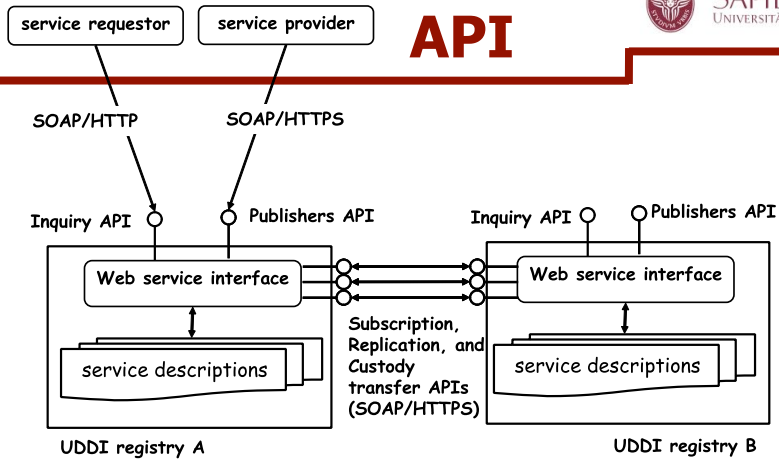 service requestor
service provider
API
SOAP/HTTP
SOAP/HTTPS
Inquiry API
Publishers API
Inquiry API
Publishers API
Web service interface
Web service interface
Subscription,
Replication, and
Custody
transfer APIs
(SOAP/HTTPS)
service descriptions
service descriptions
UDDI registry A
UDDI registry B